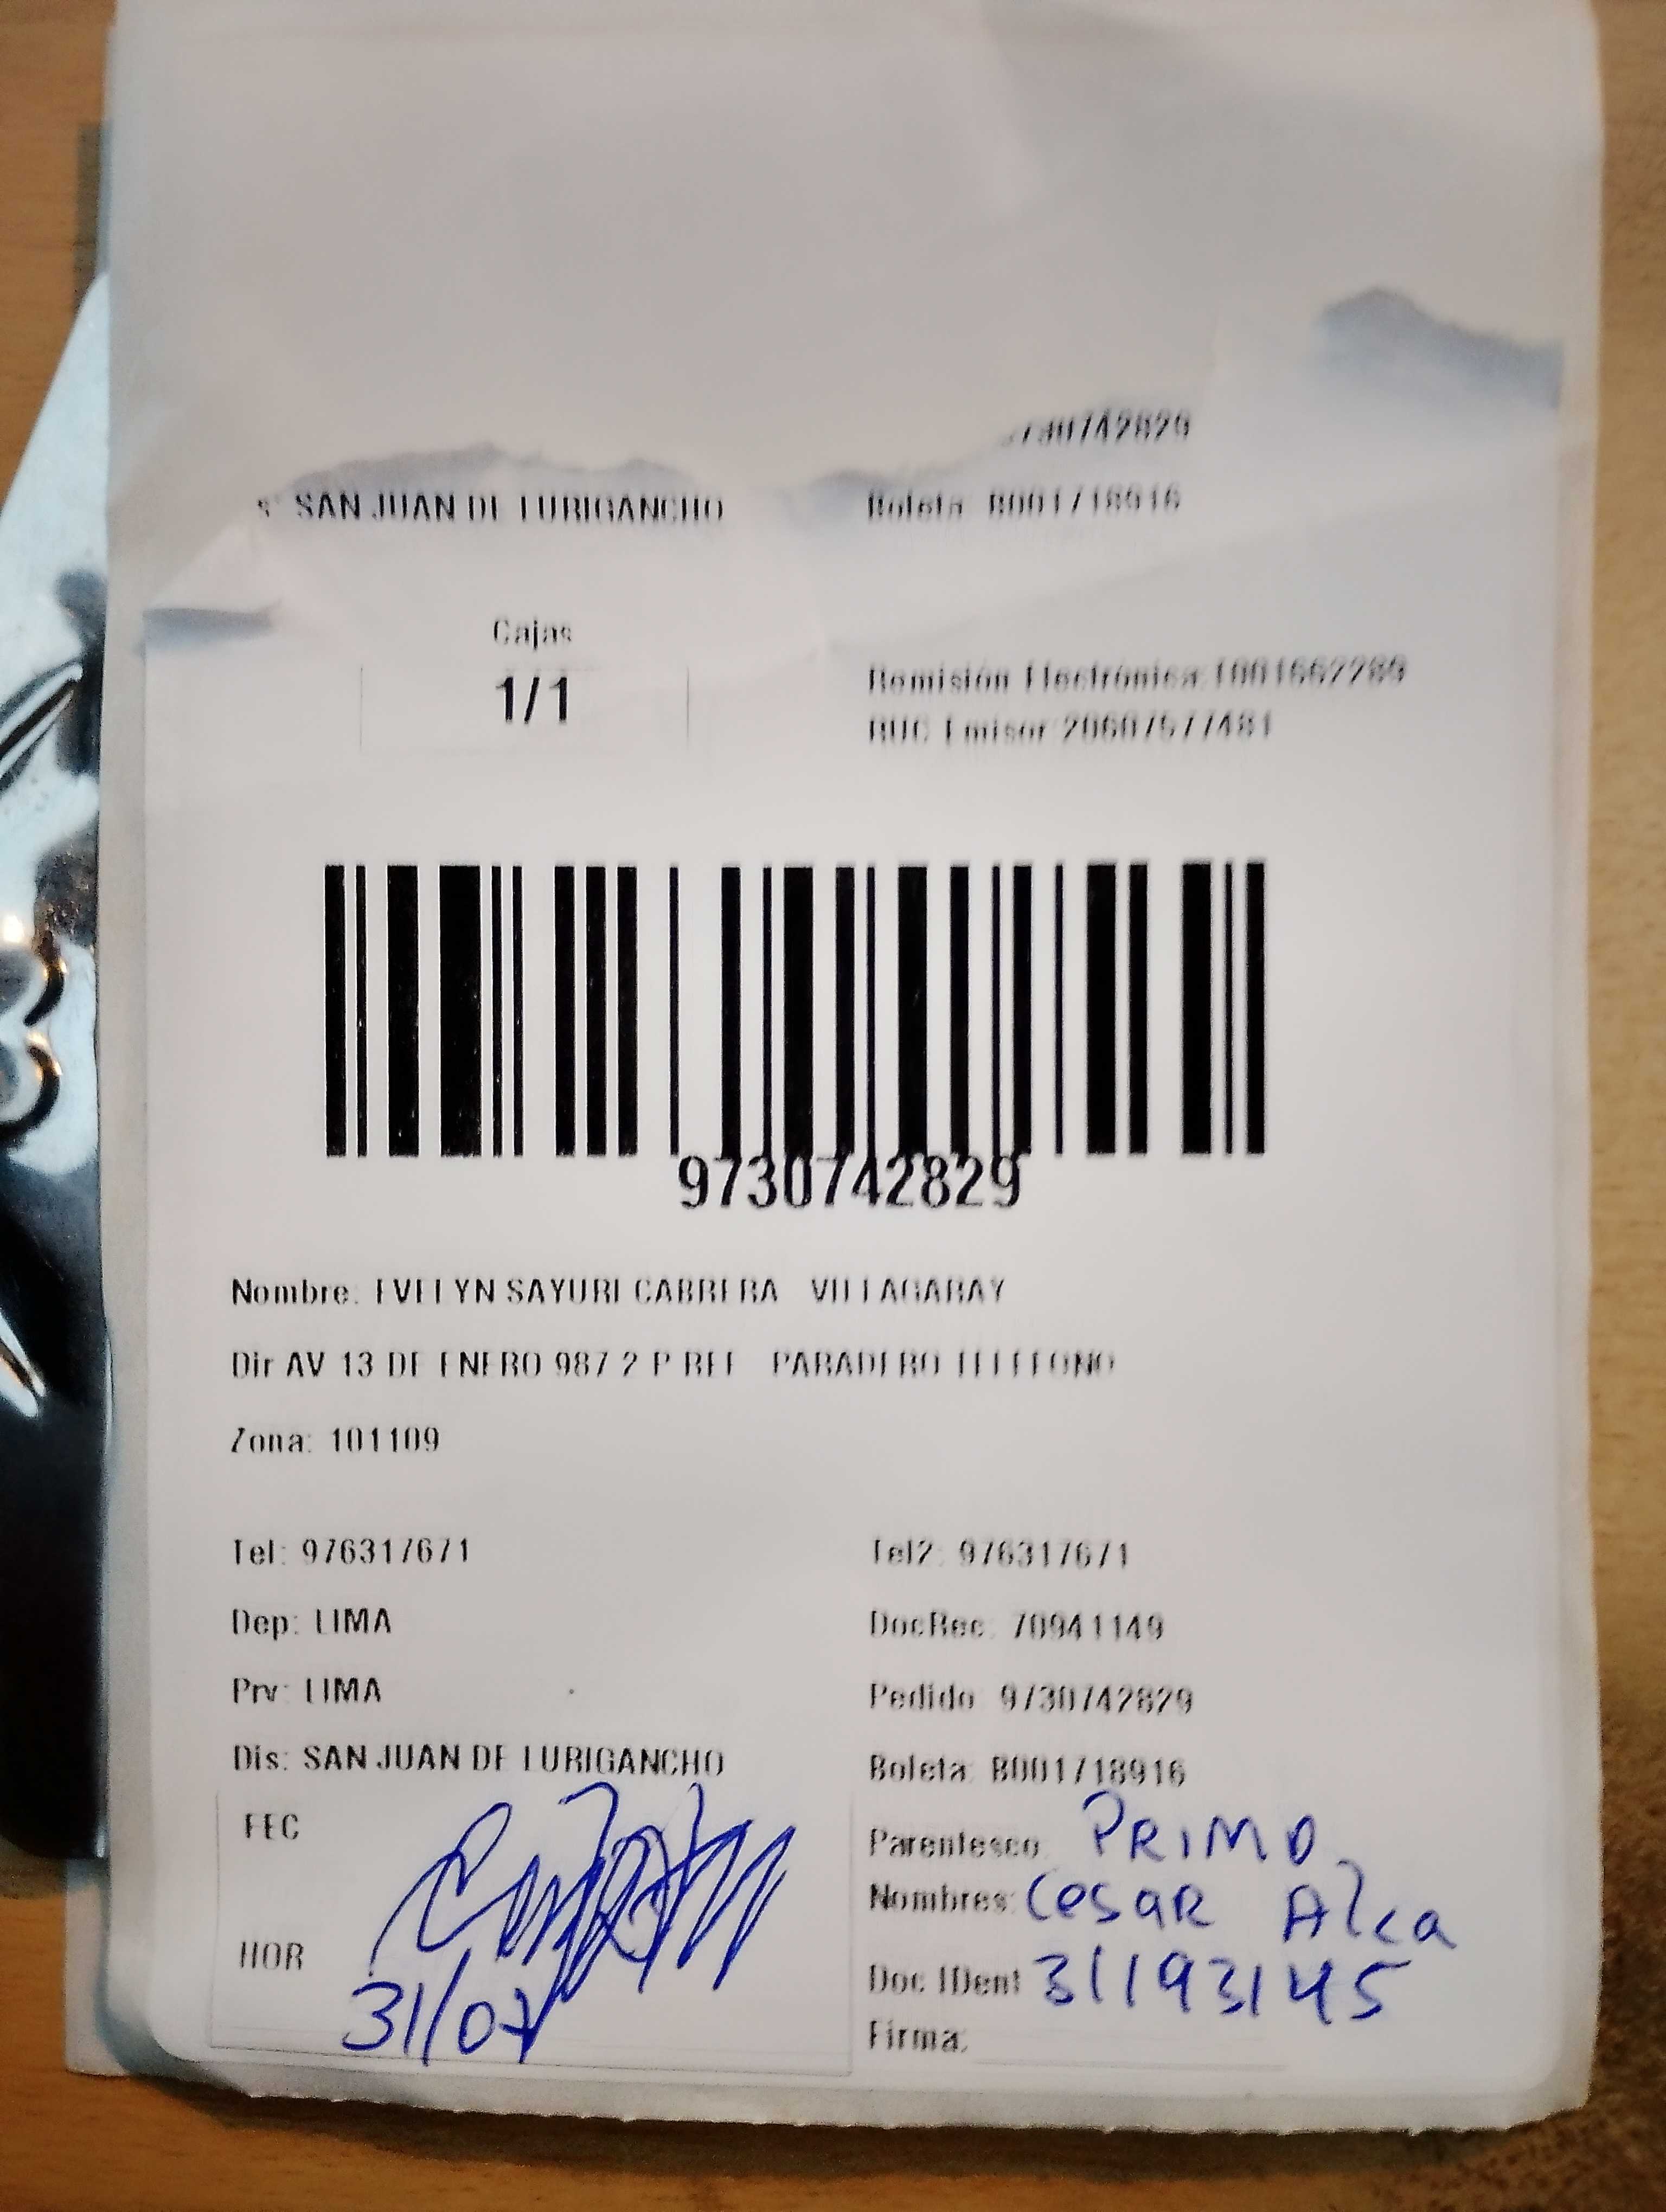 730742829
s: SAN JUAN DE LURIGANCHO Boleta: B001718916
Cajas
1/1
Remisión Electrónica: T001662289
RUC Emisor: 20607577481
9730742829
Nombre: EVELYN SAYURI CABRERA VILLAGARAY
Dir AV 13 DE ENERO 987 2 P REF PARADERO TELEFONO
Zona: 101109
Tel: 976317671 Tel2: 976317671
Dep: LIMA DocRec: 70941149
Prv: LIMA Pedido: 9730742829
Dis: SAN JUAN DE LURIGANCHO Boleta: B001718916
FEC Parentesco: PRIMO
Nombres: Cesar Alca
HOR Doc IDent 31193145
31/07 Firma: